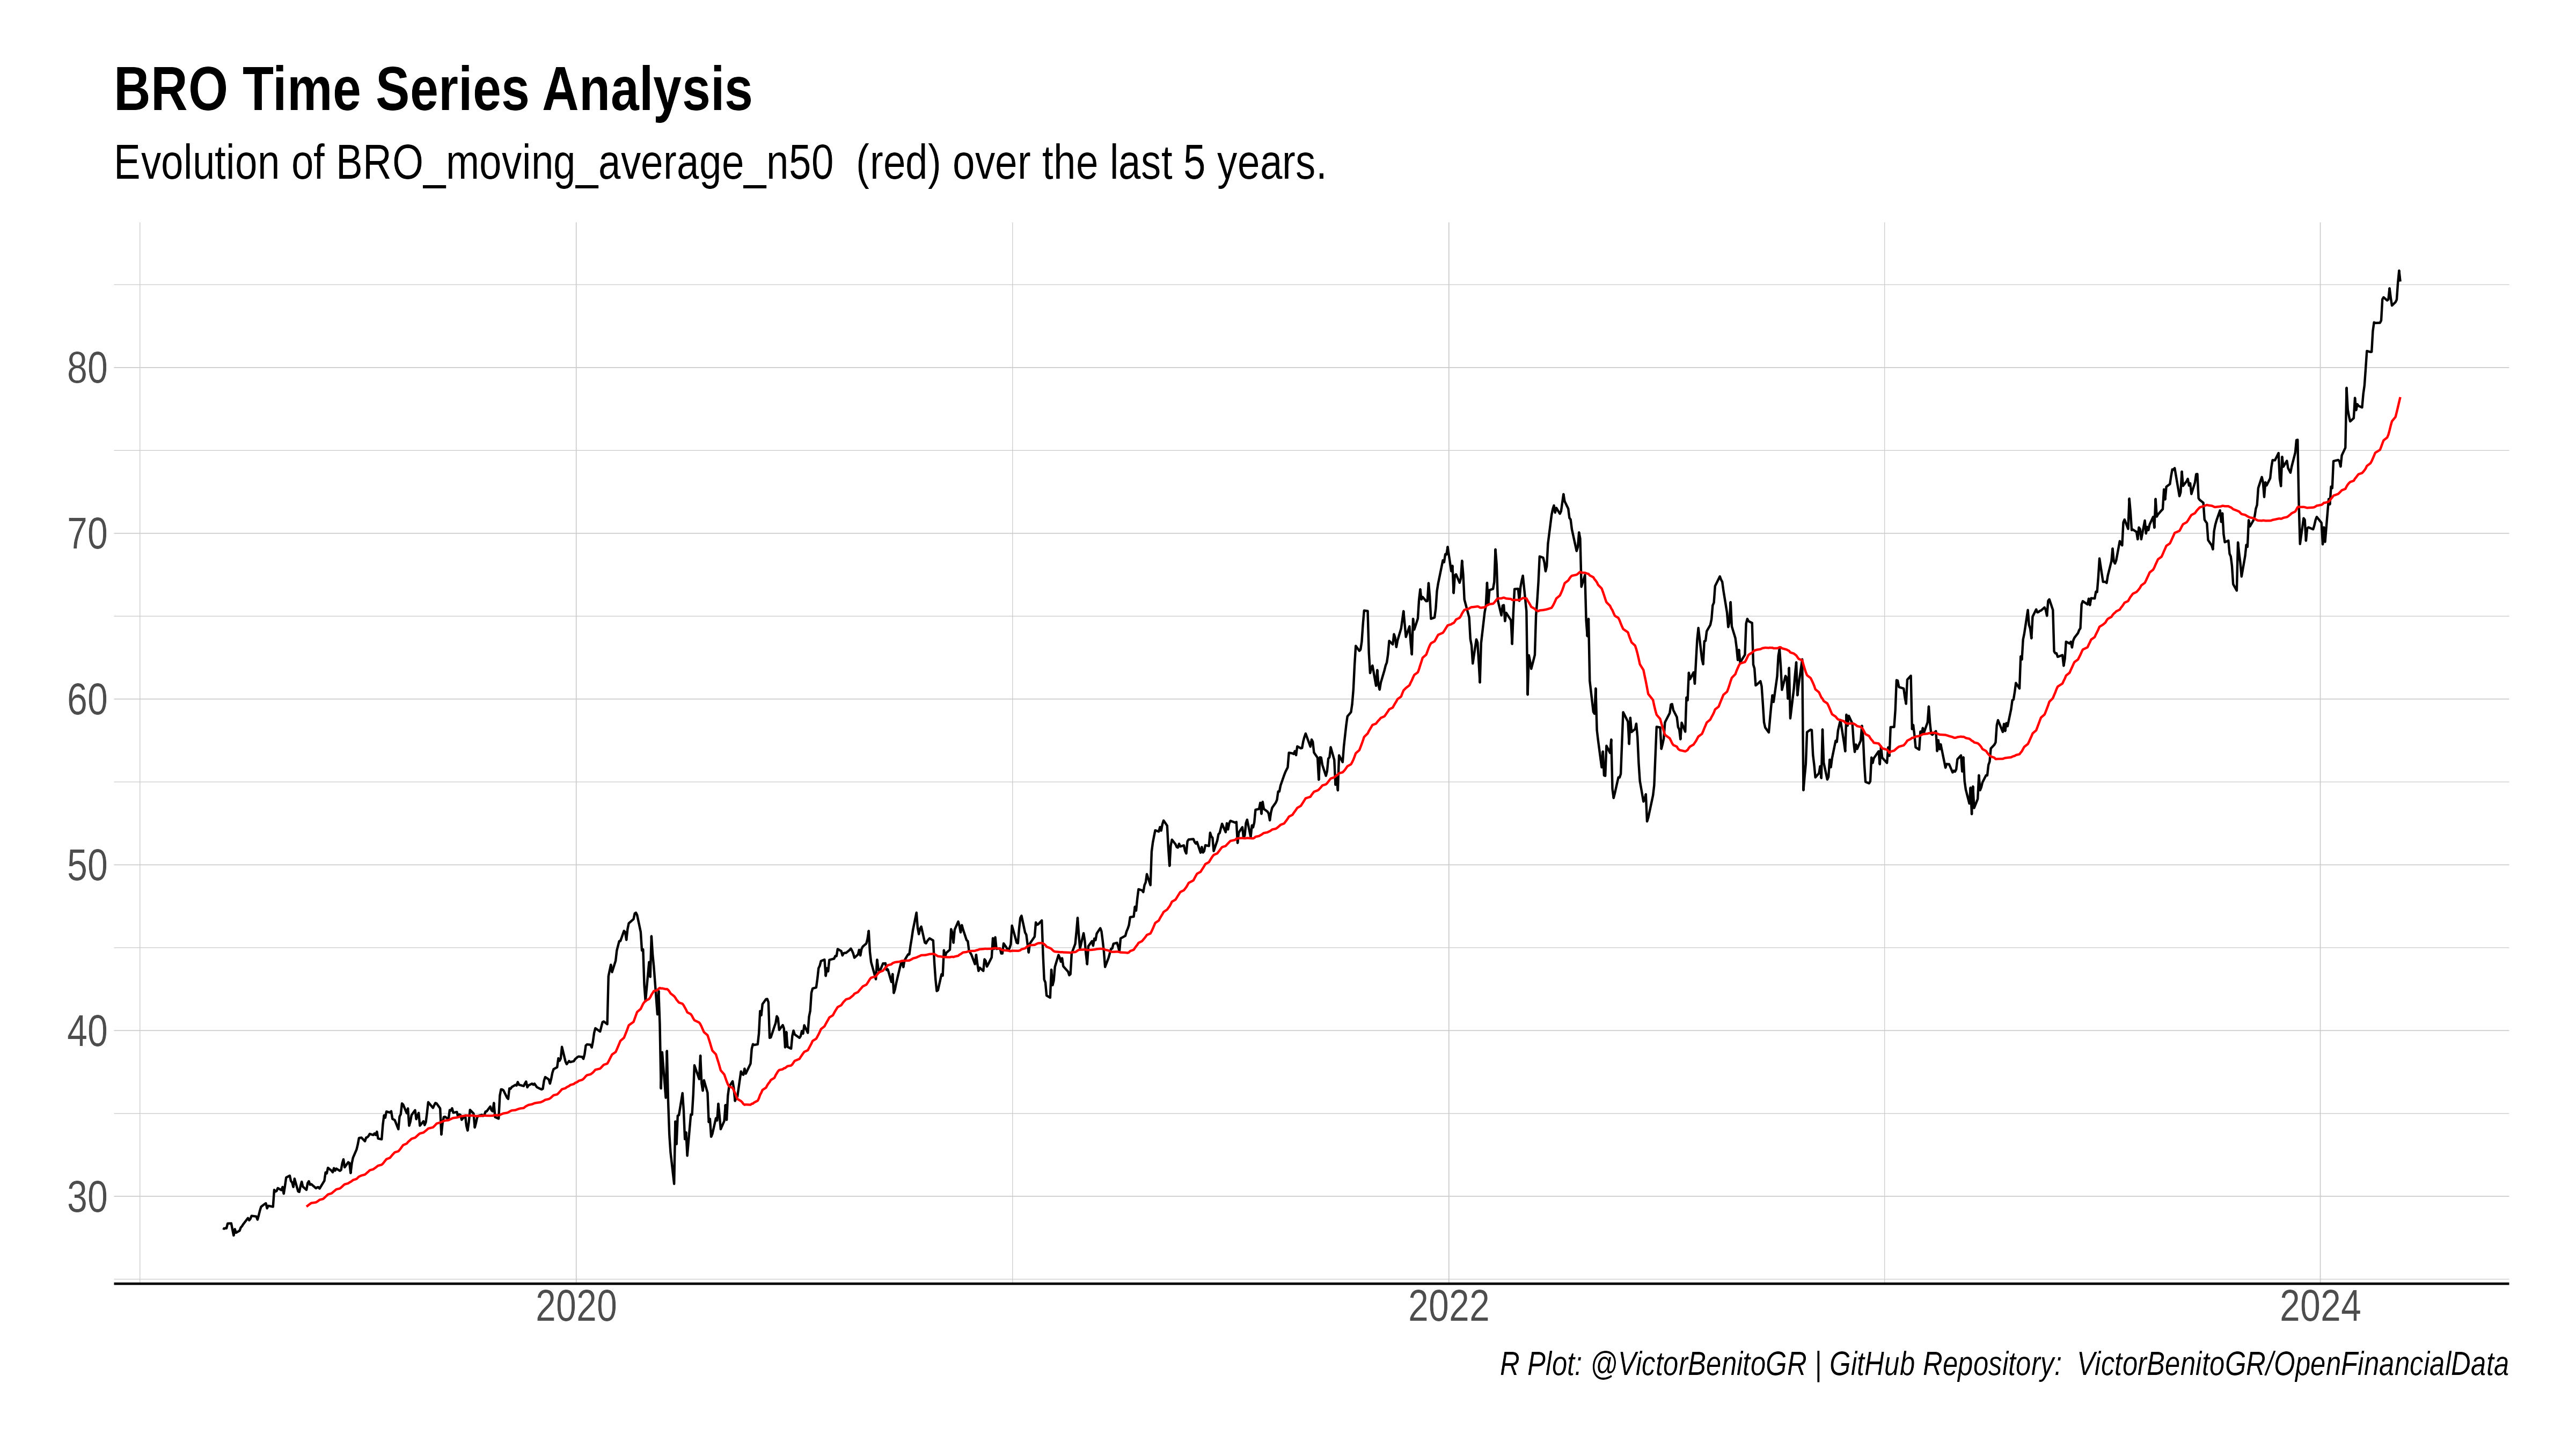 BRO Time Series Analysis
Evolution of BRO_moving_average_n50  (red) over the last 5 years.
80
70
60
50
40
30
2020 2022 2024
R Plot: @VictorBenitoGR | GitHub Repository:  VictorBenitoGR/OpenFinancialData